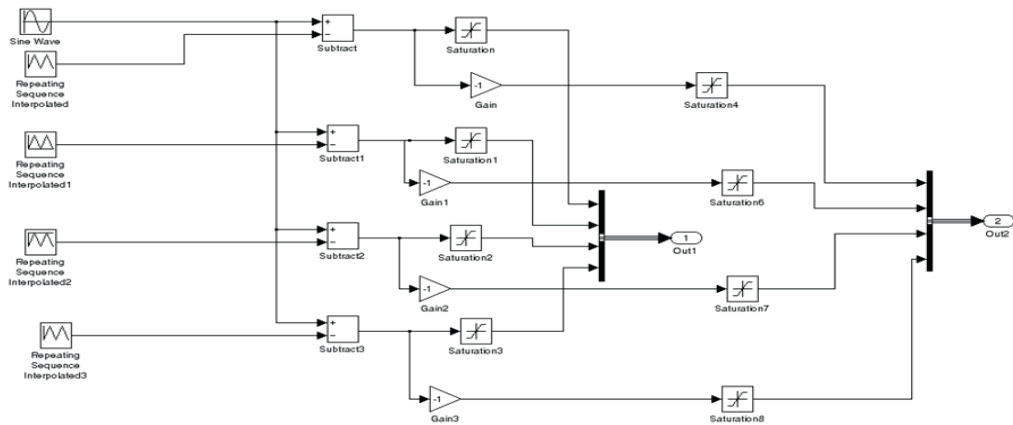 Sine Wave
Repeating
Sequence
Interpolated
+
−
Subtract
Saturation
-1
Gain
Saturation4
Repeating
Sequence
Interpolated1
+
−
Subtract1
Saturation1
-1
Gain1
Saturation6
Repeating
Sequence
Interpolated2
+
−
Subtract2
Saturation2
1
Out1
2
Out2
-1
Gain2
Saturation7
Repeating
Sequence
Interpolated3
+
−
Subtract3
Saturation3
-1
Gain3
Saturation8